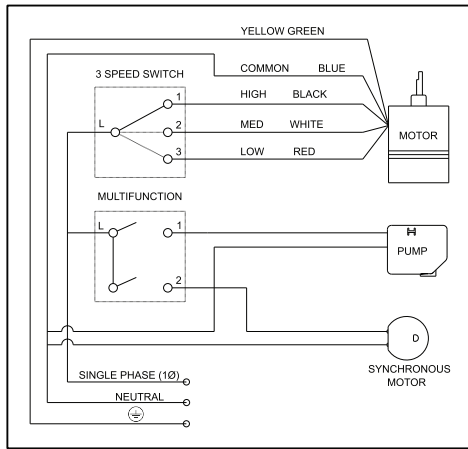 YELLOW GREEN
3 SPEED SWITCH
COMMON BLUE
L
1
HIGH BLACK
2
MED WHITE
3
LOW RED
MOTOR
MULTIFUNCTION
L
1
2
PUMP
D
SYNCHRONOUS
MOTOR
SINGLE PHASE (1Ø)
NEUTRAL